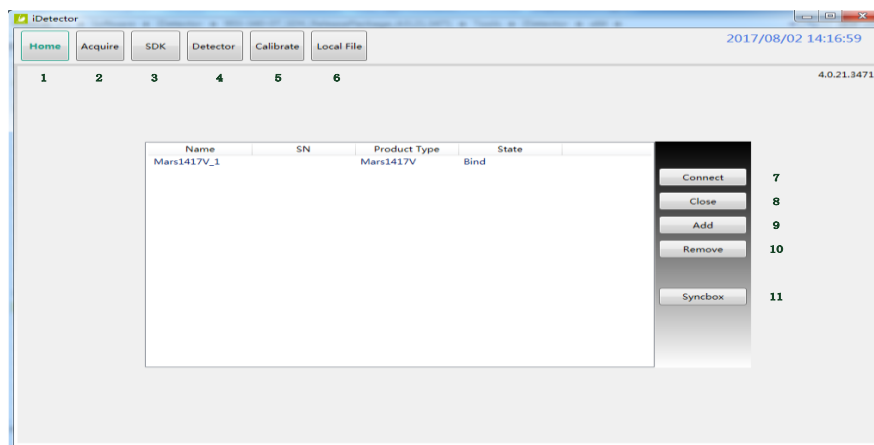 iDetector
Home Acquire SDK Detector Calibrate Local File
2017/08/02 14:16:59
1 2 3 4 5 6
4.0.21.3471
Name SN Product Type State
Mars1417V_1 Mars1417V Bind
Connect 7
Close 8
Add 9
Remove 10
Syncbox 11